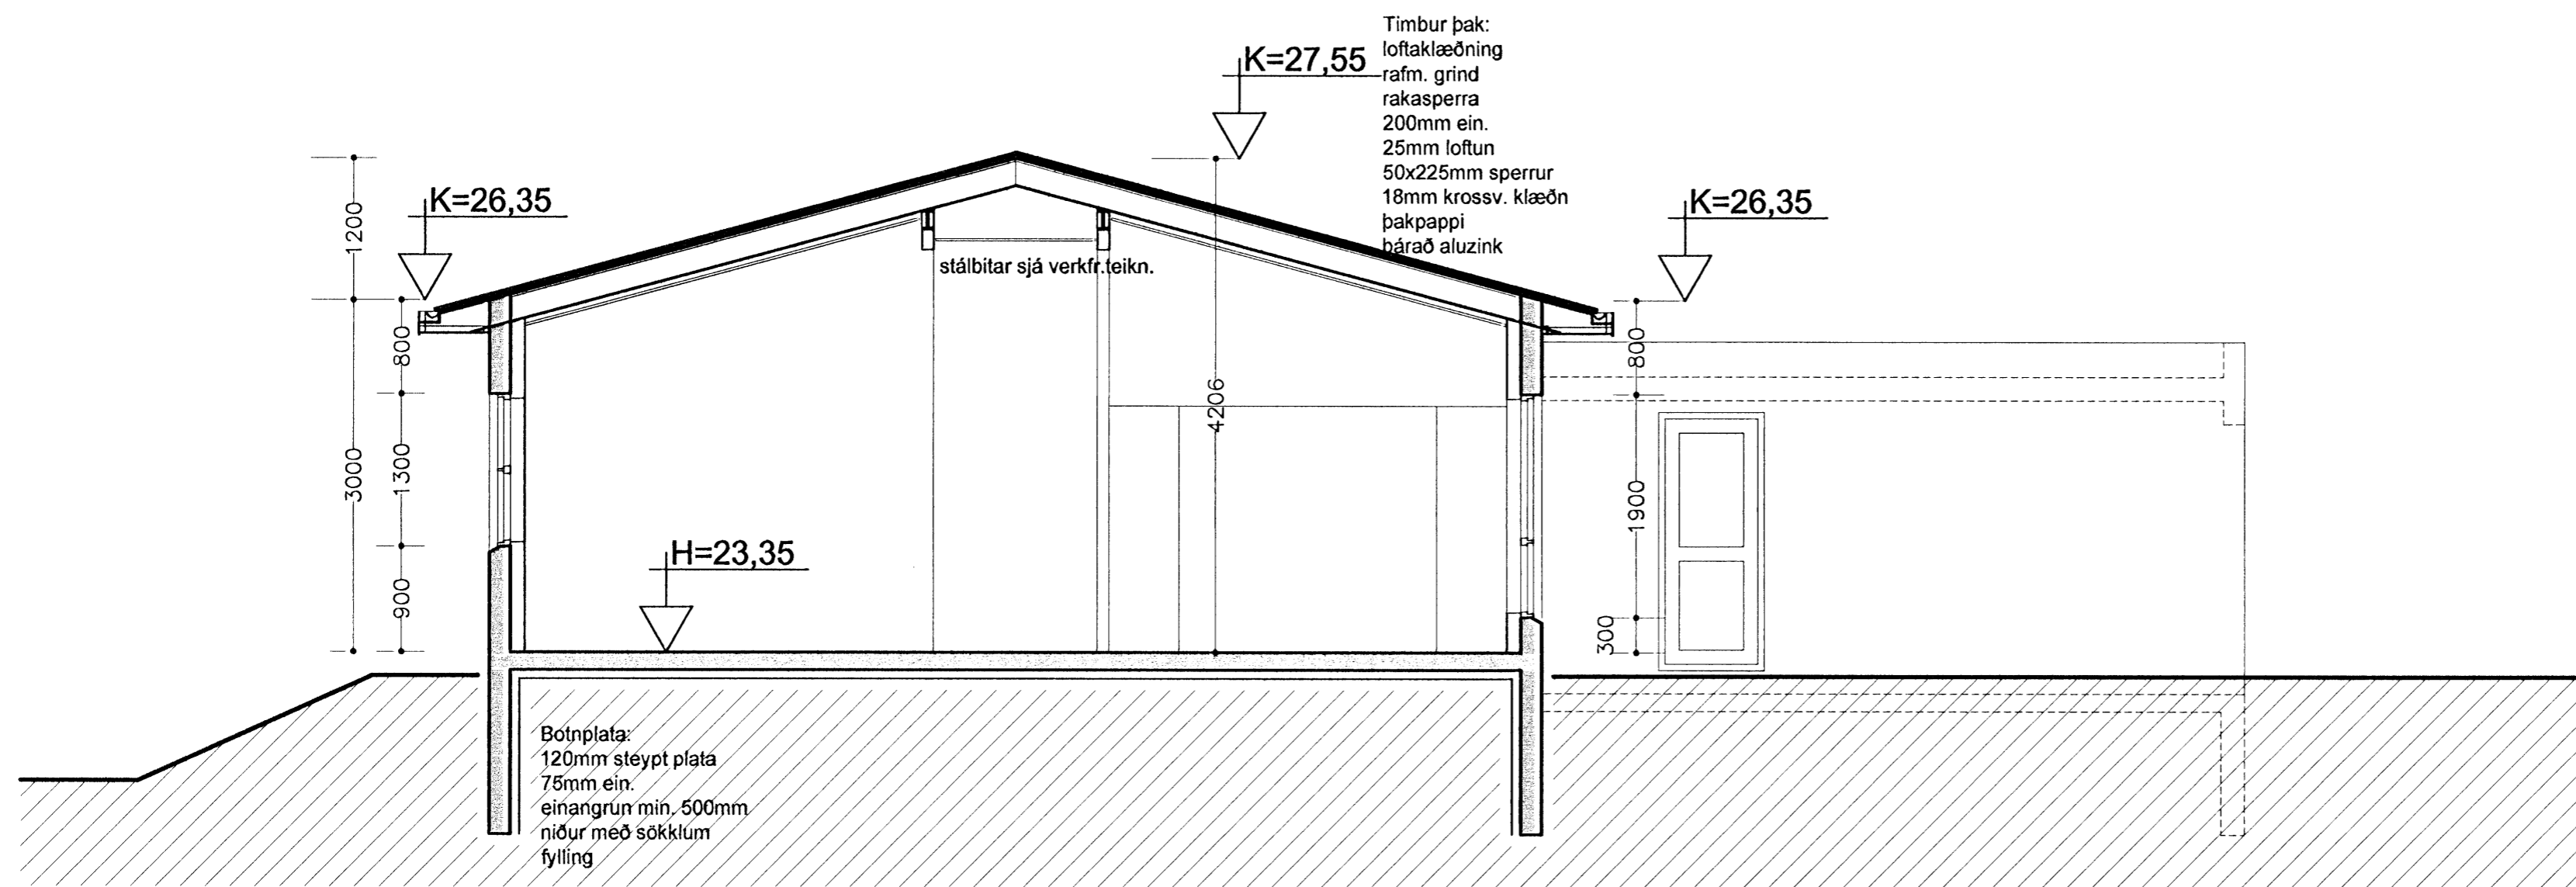 Timbur þak:
loftaklæðning
rafm. grind
rakasperra
200mm ein.
25mm loftun
50x225mm sperrur
18mm krossv. klæðn
þakpappi
bárað aluzink
K=27,55
K=26,35
K=26,35
stálbitar sjá verkfr.teikn.
H=23,35
1200
3000
800
1300
900
4206
800
1900
300
Botnplata:
120mm steypt plata
75mm ein.
einangrun min. 500mm
niður með sökklum
fylling